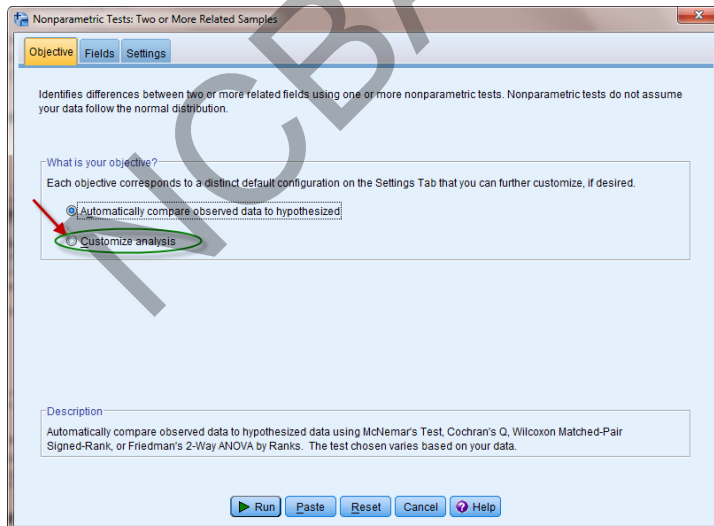 Nonparametric Tests: Two or More Related Samples
Objective Fields Settings
Identifies differences between two or more related fields using one or more nonparametric tests. Nonparametric tests do not assume
your data follow the normal distribution.
What is your objective?
Each objective corresponds to a distinct default configuration on the Settings Tab that you can further customize, if desired.
Automatically compare observed data to hypothesized
Customize analysis
Description
Automatically compare observed data to hypothesized data using McNemar's Test, Cochran's Q, Wilcoxon Matched-Pair
Signed-Rank, or Friedman's 2-Way ANOVA by Ranks. The test chosen varies based on your data.
Run Paste Reset Cancel Help